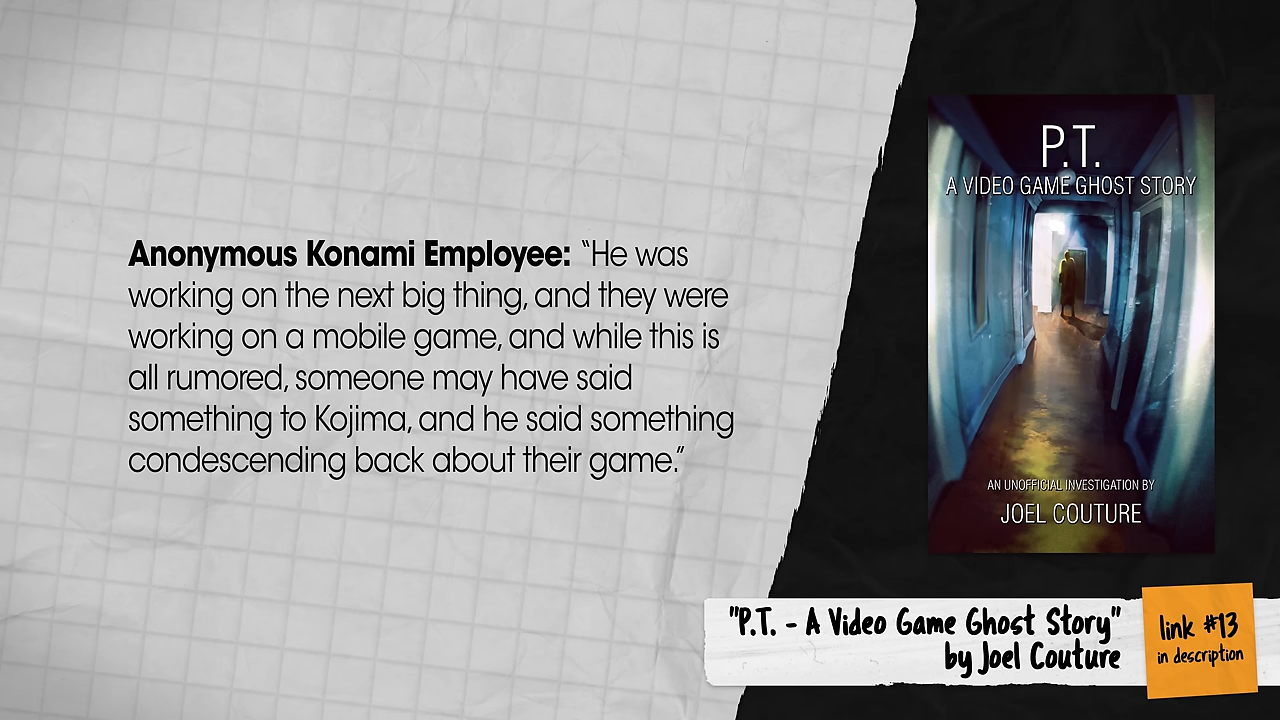 Anonymous Konami Employee: “He was
working on the next big thing, and they were
working on a mobile game, and while this is
all rumored, someone may have said
something to Kojima, and he said something
condescending back about their game.”
P.T.
A VIDEO GAME GHOST STORY
AN UNOFFICIAL INVESTIGATION BY
JOEL COUTURE
"P.T. - A Video Game Ghost Story"
by Joel Couture
link #13
in description